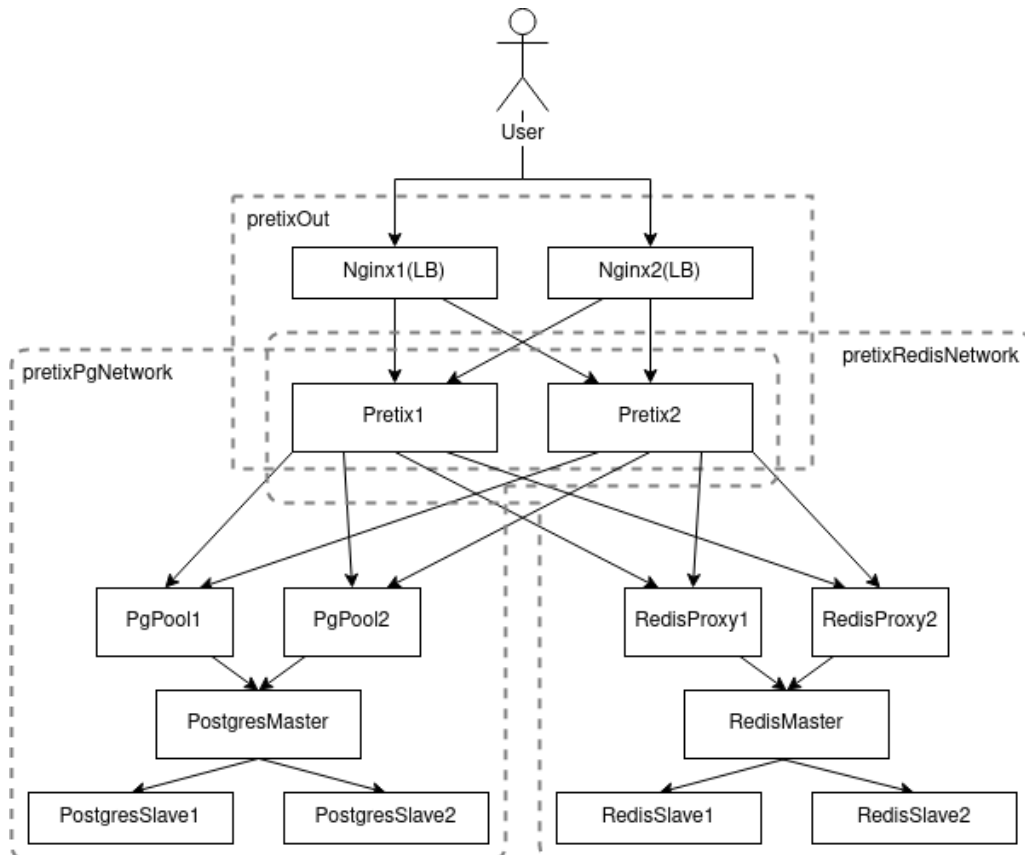 User
pretixOut
Nginx1(LB)
Nginx2(LB)
pretixPgNetwork
pretixRedisNetwork
Pretix1
Pretix2
PgPool1
PgPool2
RedisProxy1
RedisProxy2
PostgresMaster
RedisMaster
PostgresSlave1
PostgresSlave2
RedisSlave1
RedisSlave2